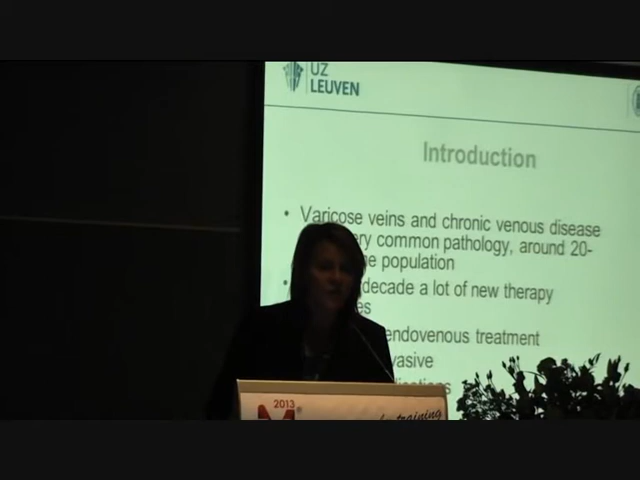 UZ
LEUVEN
Introduction
• Varicose veins and chronic venous disease
ery common pathology, around 20-
e population
• decade a lot of new therapy
es
endovenous treatment
vasive
2013
training